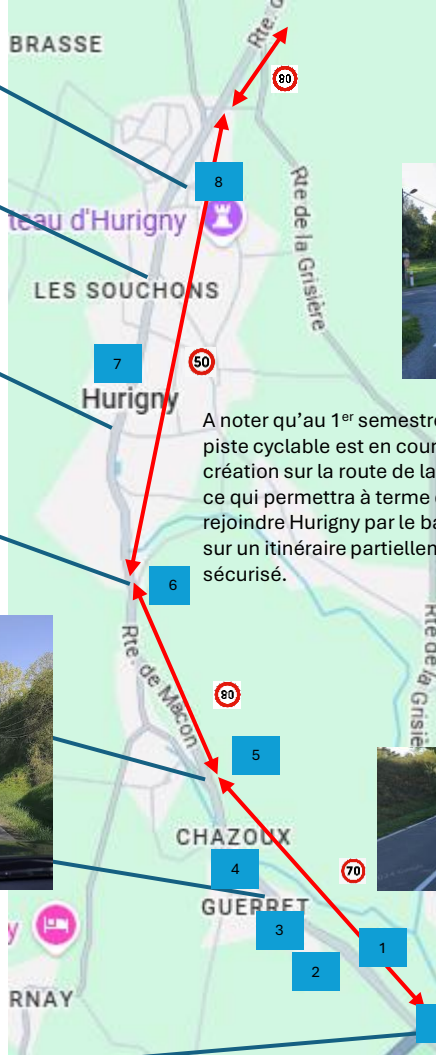 BRASSE
Rte.
80
8
teau d'Hurigny
Rte de la Grisière
LES SOUCHONS
7
50
Hurigny
A noter qu'au 1er semestre
piste cyclable est en cour
création sur la route de la
ce qui permettra à terme
rejoindre Hurigny par le ba
sur un itinéraire partiellen
sécurisé.
6
Rte. de Mâcon
80
Rte de la Grisiè
5
CHAZOUX
4
70
GUERRET
3
1
2
RNAY